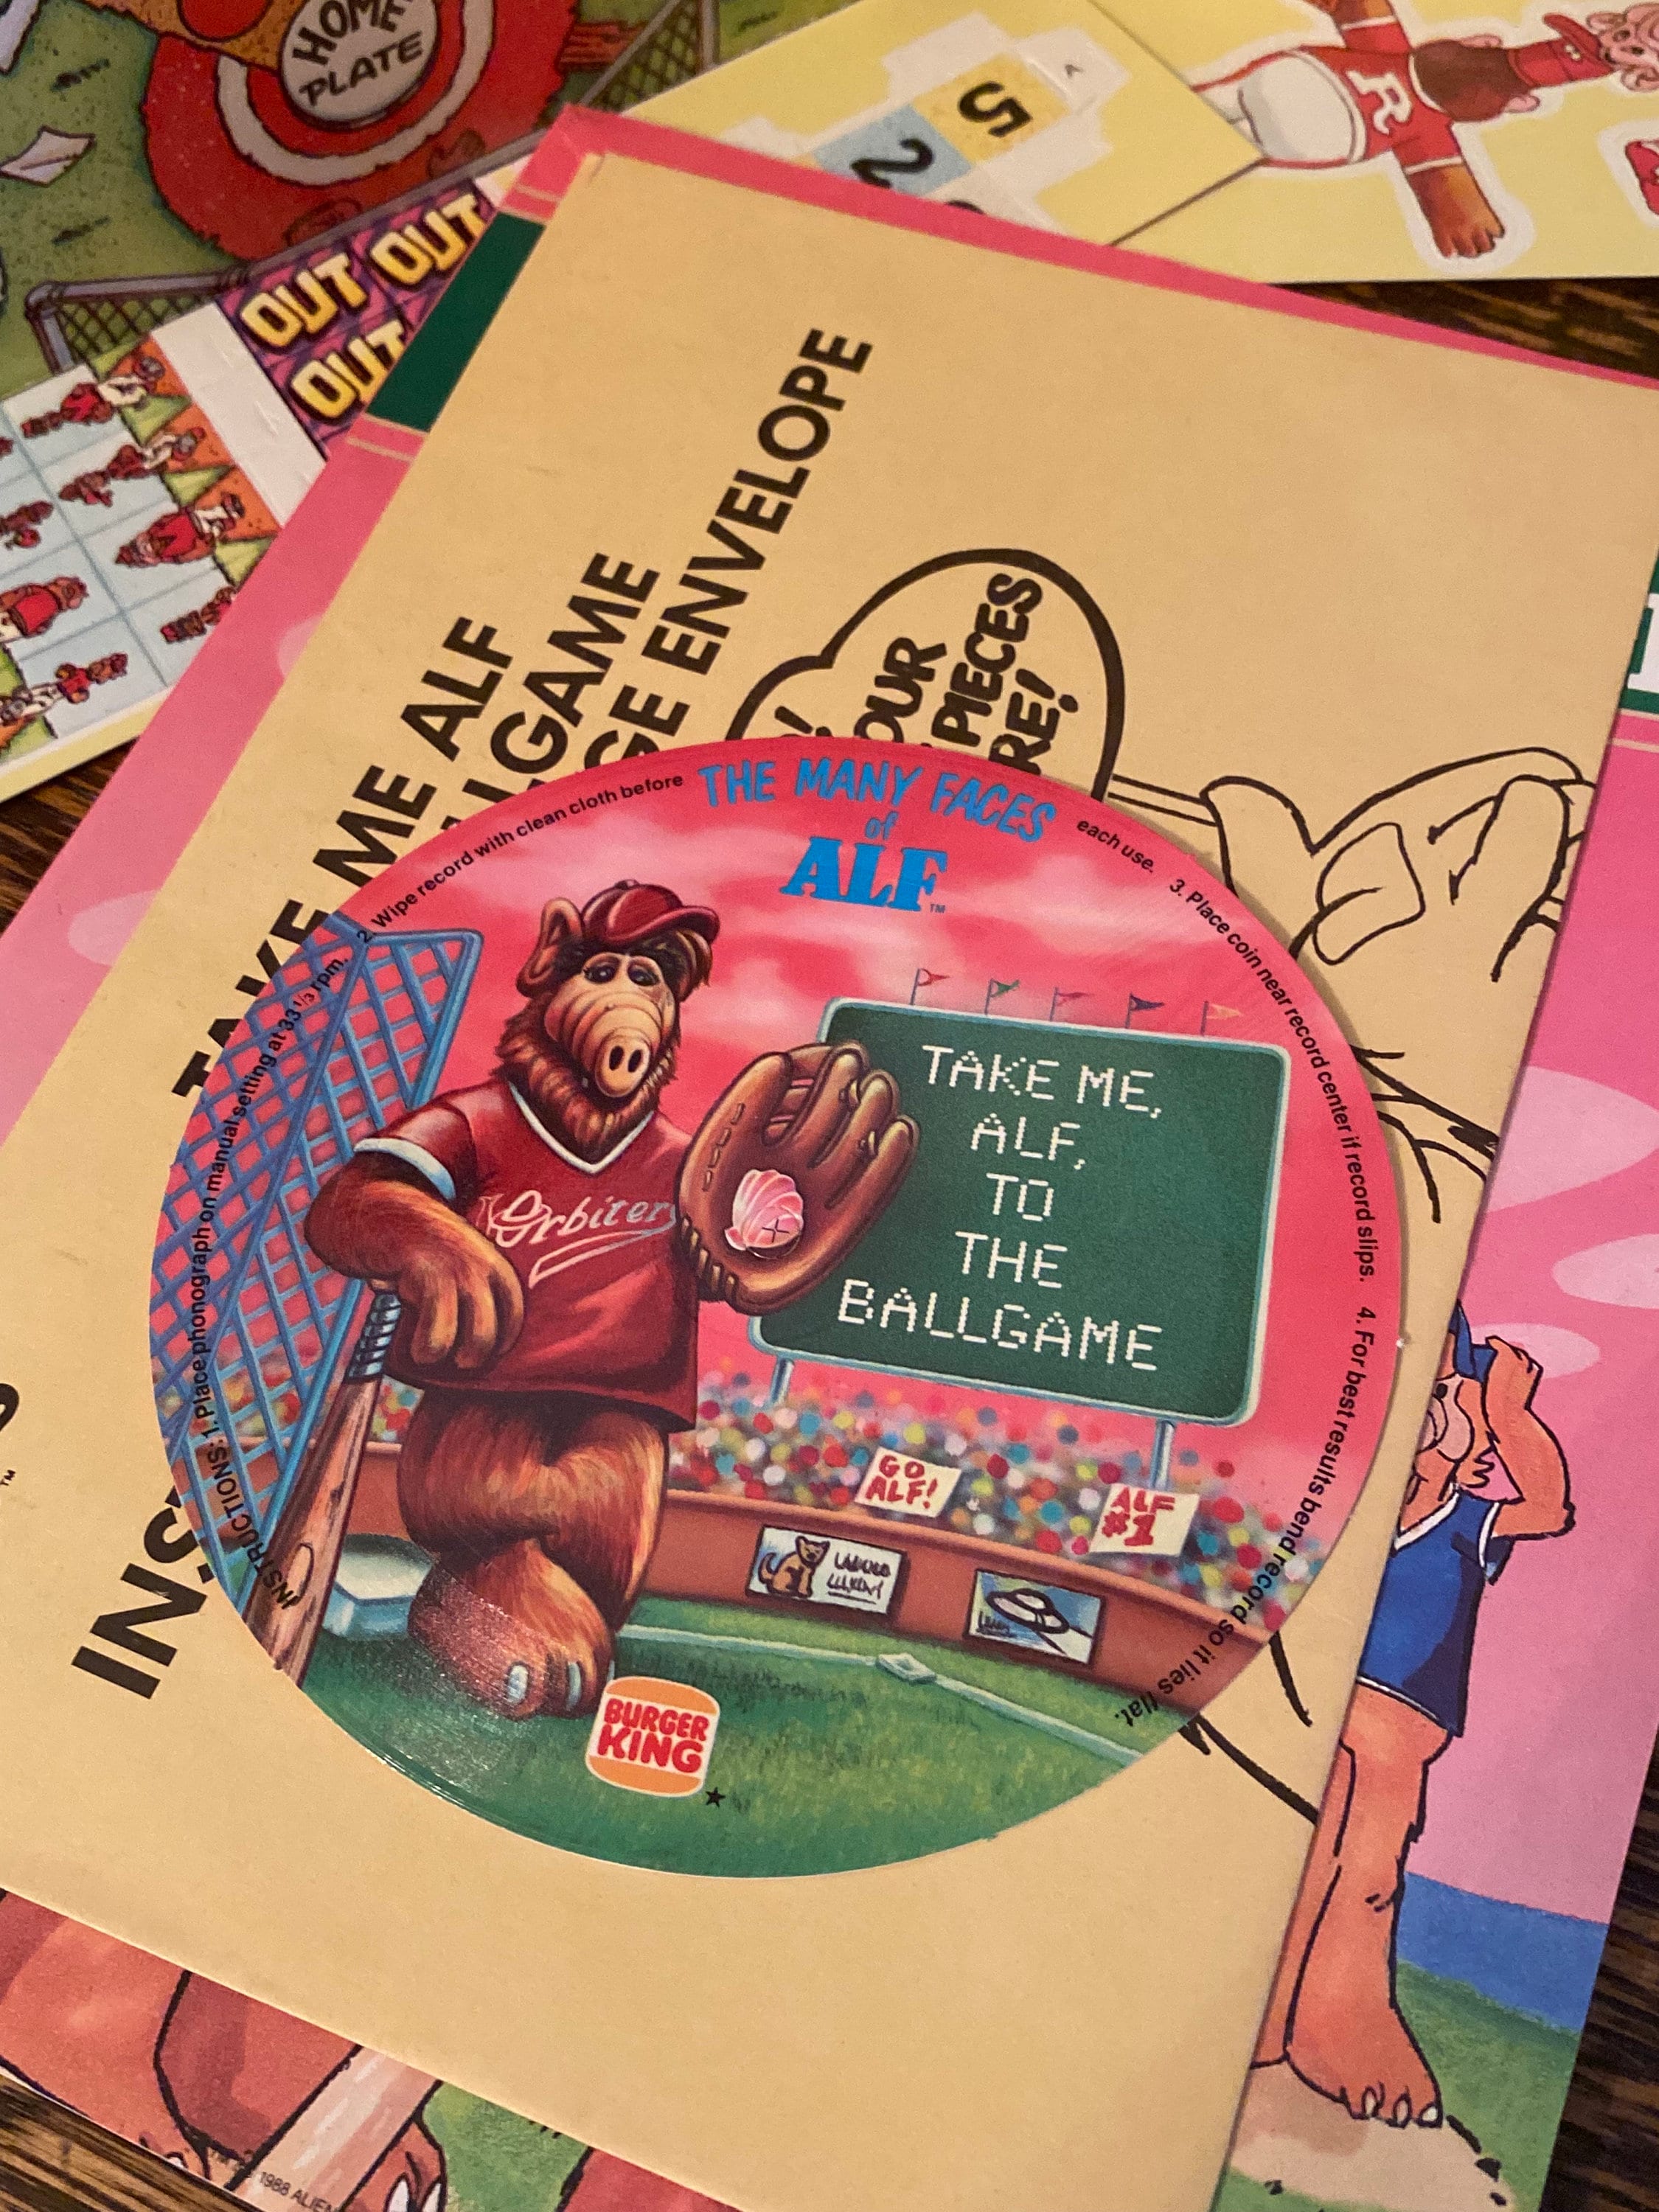 HOME
PLATE
5
2
OUT OUT
OUT
TAKE ME ALF
GAME
ENVELOPE
OUR
PIECES
RE!
THE MANY FACES
of
ALF
TM
INSTRUCTIONS: 1. Place phonograph on manual setting at 33 1/3 rpm. 2. Wipe record with clean cloth before each use. 3. Place coin near record center if record slips. 4. For best results bend record so it lies flat.
TAKE ME,
ALF,
TO
THE
BALLGAME
Orbiters
R
GO
ALF!
ALF
#1
BURGER
KING
TM
1988 ALIEN